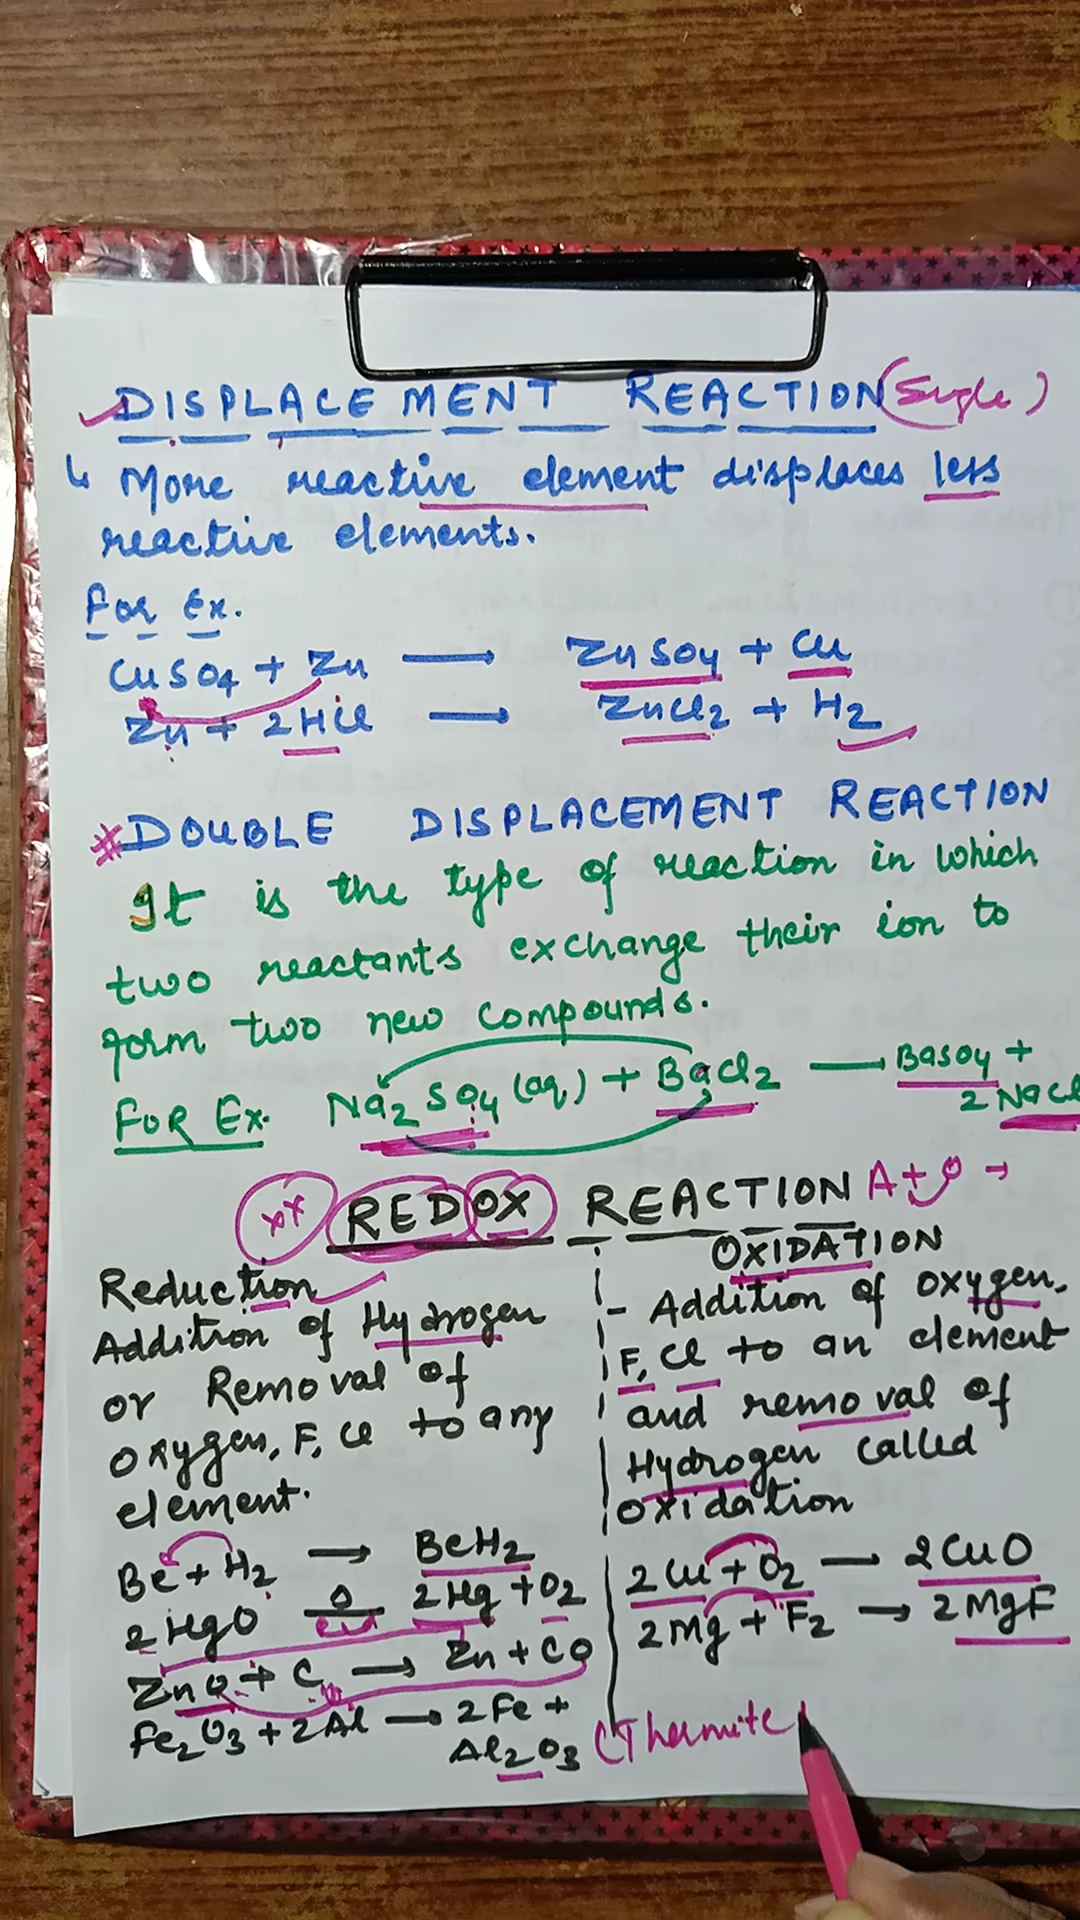 DISPLACEMENT REACTION (Single)
↳ More reactive element displaces less
reactive elements.
For Ex.
CuSO4 + Zn ⟶ ZnSO4 + Cu
Zn + 2HCl ⟶ ZnCl2 + H2
* DOUBLE DISPLACEMENT REACTION
It is the type of reaction in which
two reactants exchange their ion to
form two new compounds.
FOR Ex. Na2SO4 (aq) + BaCl2 ⟶ BaSO4 +
2NaCl
** REDOX REACTION A + O →
Reduction
Addition of Hydrogen
or Removal of
oxygen, F, Cl to any
element.
Be + H2 → BeH2
2HgO →Δ 2Hg + O2
ZnO + C → Zn + CO
Fe2O3 + 2Al → 2Fe +
Al2O3 (Thermite
OXIDATION
- Addition of oxygen,
F, Cl to an element
and removal of
Hydrogen called
oxidation
2Cu + O2 → 2CuO
2Mg + F2 → 2MgF